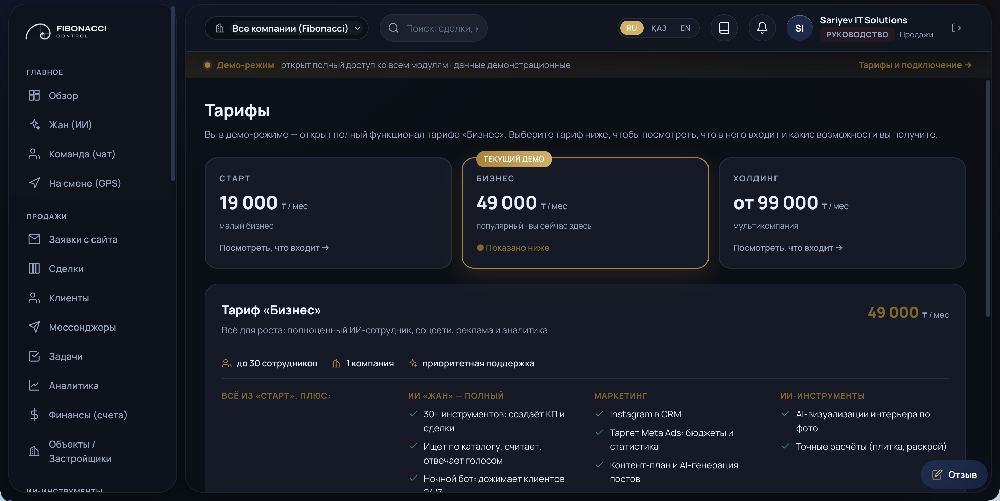 FIBONACCI
CONTROL
ГЛАВНОЕ
Обзор
Жан (ИИ)
Команда (чат)
На смене (GPS)
ПРОДАЖИ
Заявки с сайта
Сделки
Клиенты
Мессенджеры
Задачи
Аналитика
Финансы (счета)
Объекты /
Застройщики
ИИ-ИНСТРУМЕНТЫ
Все компании (Fibonacci)
Поиск: сделки, к
RU ҚАЗ EN
SI
Sariyev IT Solutions
РУКОВОДСТВО · Продажи
Демо-режим открыт полный доступ ко всем модулям · данные демонстрационные
Тарифы и подключение →
Тарифы
Вы в демо-режиме — открыт полный функционал тарифа «Бизнес». Выберите тариф ниже, чтобы посмотреть, что в него входит и какие возможности вы получите.
СТАРТ
19 000 ₸ / мес
малый бизнес
Посмотреть, что входит →
ТЕКУЩИЙ ДЕМО
БИЗНЕС
49 000 ₸ / мес
популярный · вы сейчас здесь
Показано ниже
ХОЛДИНГ
от 99 000 ₸ / мес
мультикомпания
Посмотреть, что входит →
Тариф «Бизнес»
49 000 ₸ / мес
Всё для роста: полноценный ИИ-сотрудник, соцсети, реклама и аналитика.
до 30 сотрудников
1 компания
приоритетная поддержка
ВСЁ ИЗ «СТАРТ», ПЛЮС:
ИИ «ЖАН» — ПОЛНЫЙ
30+ инструментов: создаёт КП и
сделки
Ищет по каталогу, считает,
отвечает голосом
Ночной бот: дожимает клиентов
24/7
МАРКЕТИНГ
Instagram в CRM
Таргет Meta Ads: бюджеты и
статистика
Контент-план и AI-генерация
постов
ИИ-ИНСТРУМЕНТЫ
AI-визуализации интерьера по
фото
Точные расчёты (плитка, раскрой)
Отзыв